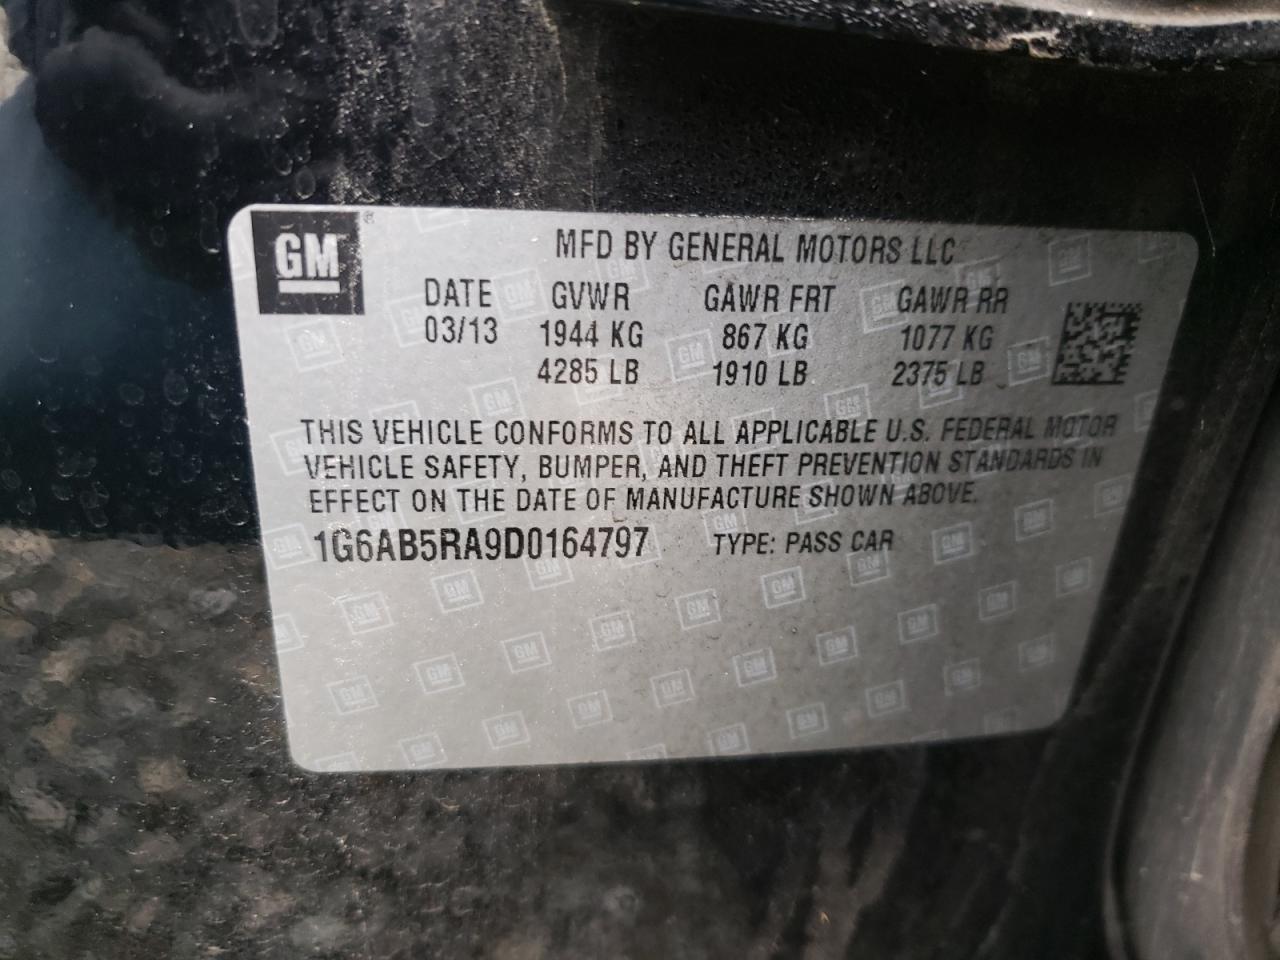 GM ®
MFD BY GENERAL MOTORS LLC
DATE GVWR GAWR FRT GAWR RR
03/13 1944 KG 867 KG 1077 KG
4285 LB 1910 LB 2375 LB
THIS VEHICLE CONFORMS TO ALL APPLICABLE U.S. FEDERAL MOTOR
VEHICLE SAFETY, BUMPER, AND THEFT PREVENTION STANDARDS IN
EFFECT ON THE DATE OF MANUFACTURE SHOWN ABOVE.
1G6AB5RA9D0164797 TYPE: PASS CAR